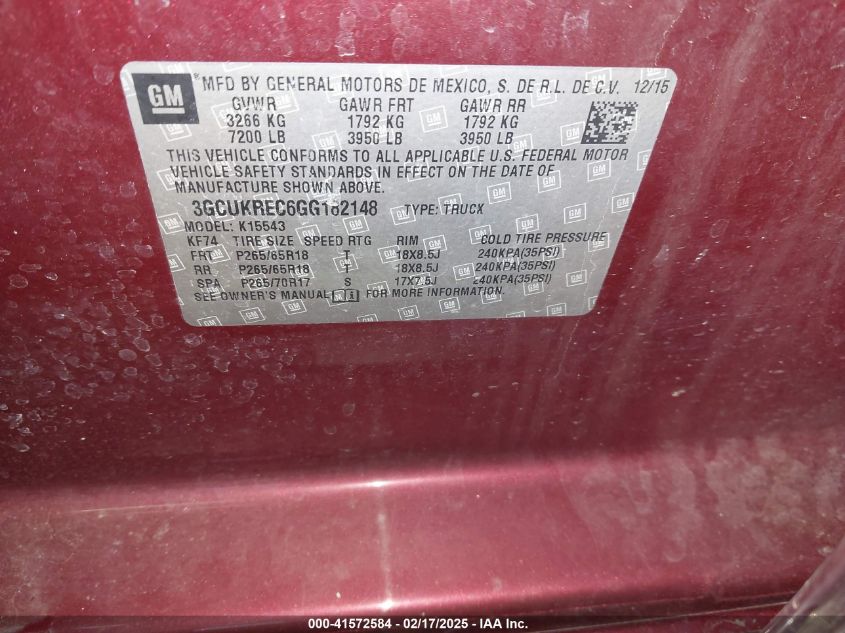 GM ® MFD BY GENERAL MOTORS DE MEXICO, S. DE R.L. DE C.V. 12/15
GVWR GAWR FRT GAWR RR
3266 KG 1792 KG 1792 KG
7200 LB 3950 LB 3950 LB
THIS VEHICLE CONFORMS TO ALL APPLICABLE U.S. FEDERAL MOTOR
VEHICLE SAFETY STANDARDS IN EFFECT ON THE DATE OF
MANUFACTURE SHOWN ABOVE.
3GCUKREC6GG182148 TYPE: TRUCK
MODEL: K15543
KF74 TIRE SIZE SPEED RTG RIM COLD TIRE PRESSURE
FRT P265/65R18 T 18X8.5J 240KPA(35PSI)
RR P265/65R18 T 18X8.5J 240KPA(35PSI)
SPA P265/70R17 S 17X7.5J 240KPA(35PSI)
SEE OWNER'S MANUAL FOR MORE INFORMATION.
000-41572584 - 02/17/2025 - IAA Inc.